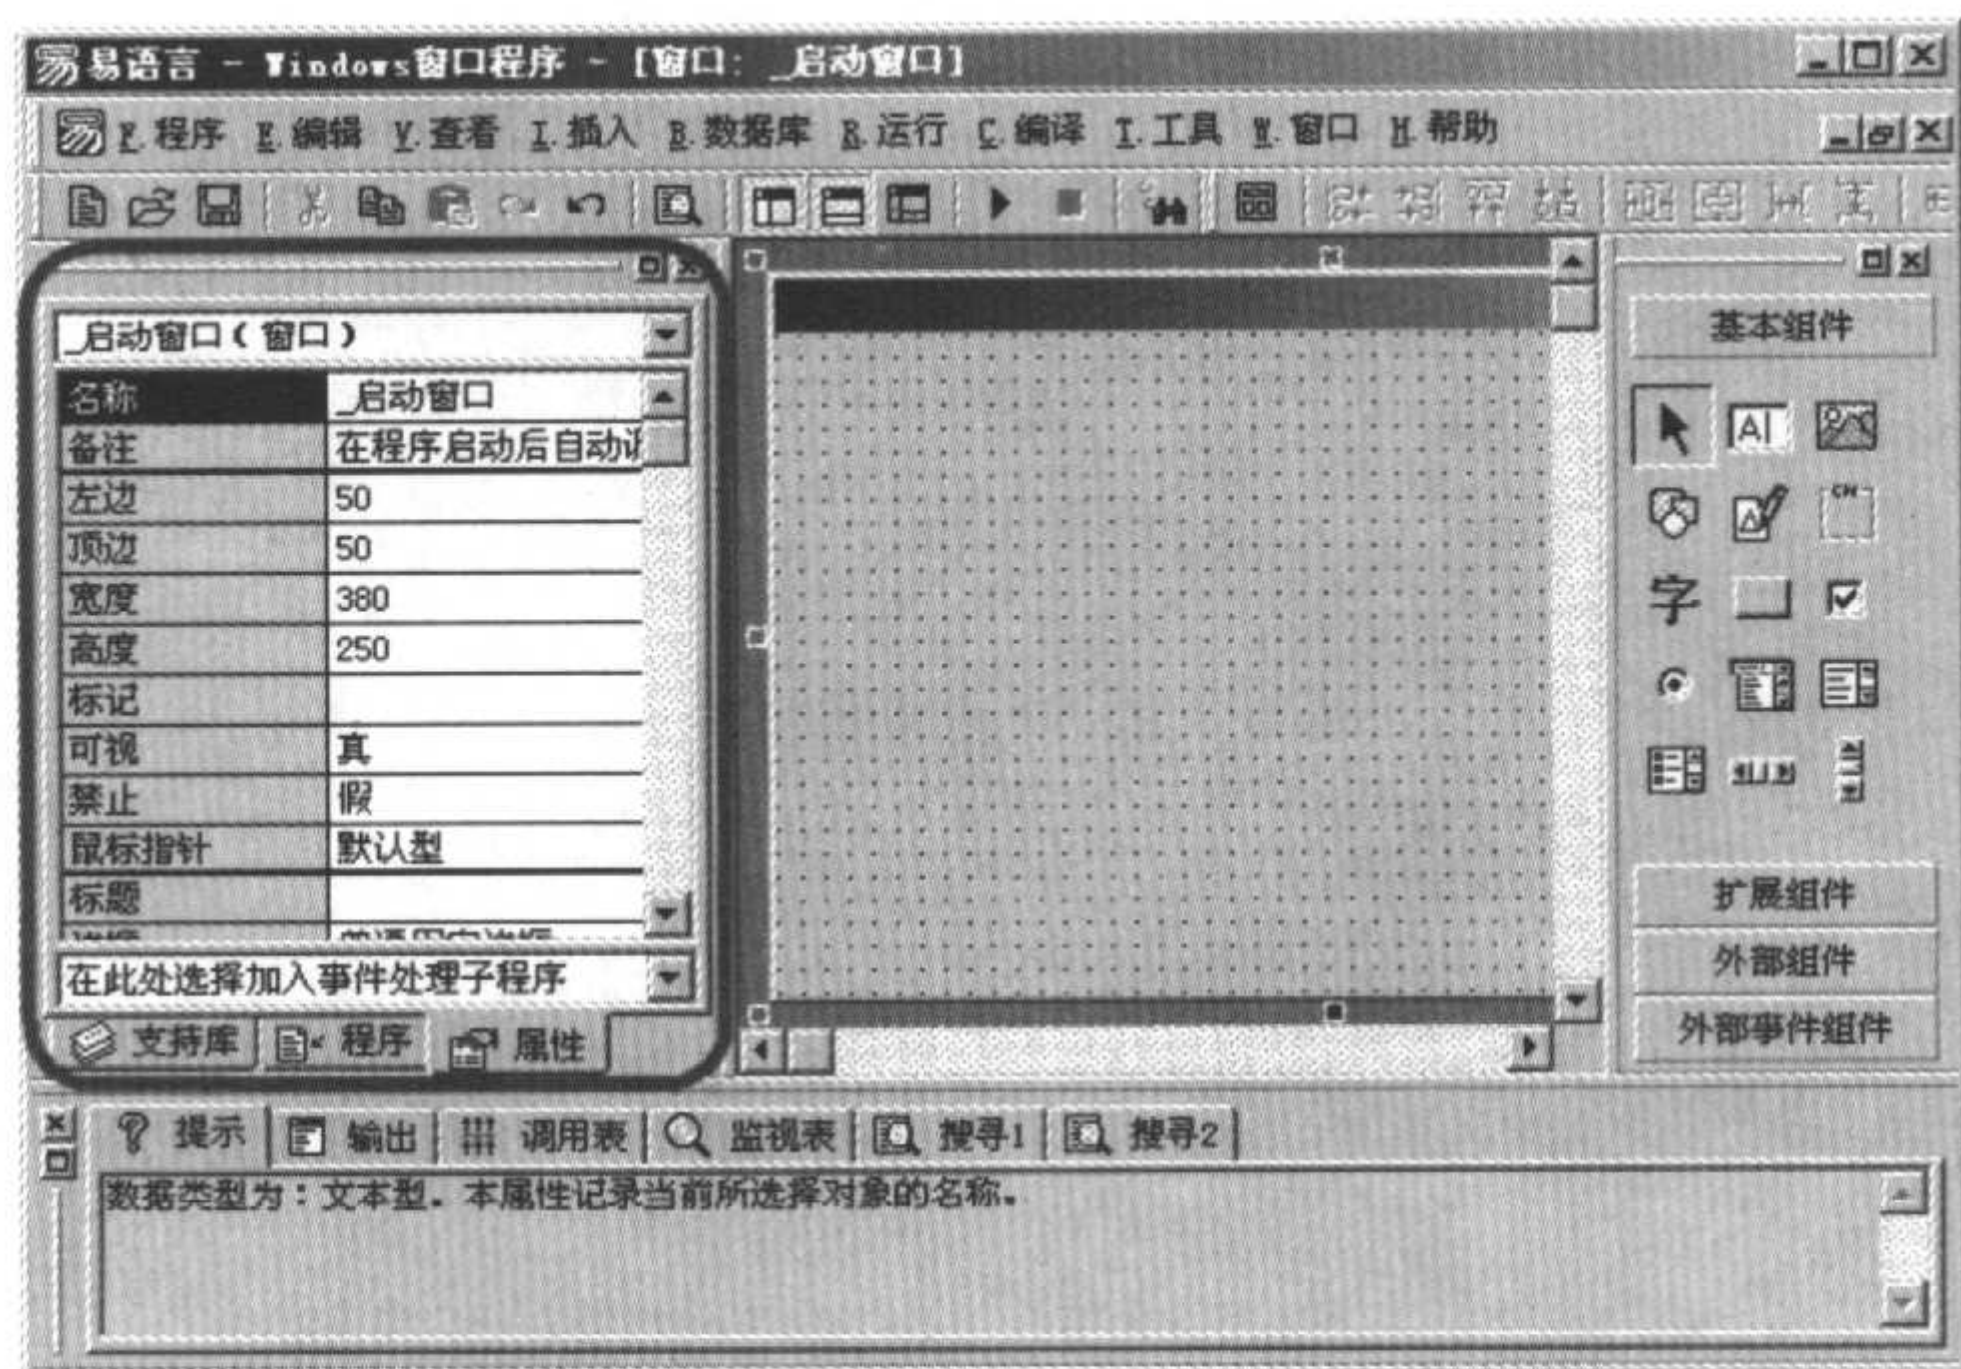 易语言 - Windows窗口程序 - [窗口: _启动窗口]
F.程序 E.编辑 V.查看 I.插入 B.数据库 R.运行 C.编译 T.工具 W.窗口 H.帮助
_启动窗口(窗口)
名称 _启动窗口
备注 在程序启动后自动
左边 50
顶边 50
宽度 380
高度 250
标记
可视 真
禁止 假
鼠标指针 默认型
标题
在此处选择加入事件处理子程序
支持库 程序 属性
基本组件
字
扩展组件
外部组件
外部事件组件
提示 输出 调用表 监视表 搜寻1 搜寻2
数据类型为:文本型。本属性记录当前所选择对象的名称。